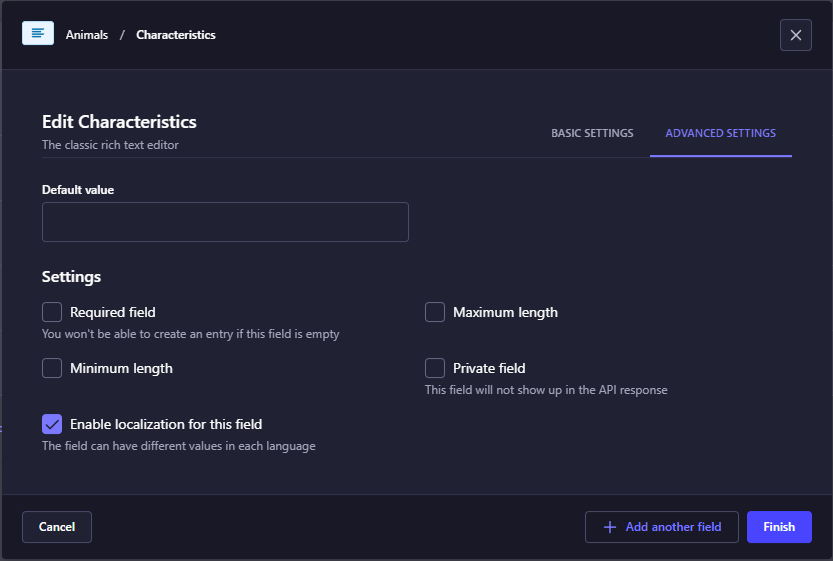 Animals / Characteristics
Edit Characteristics
The classic rich text editor
BASIC SETTINGS
ADVANCED SETTINGS
Default value
Settings
Required field
You won't be able to create an entry if this field is empty
Maximum length
Minimum length
Private field
This field will not show up in the API response
Enable localization for this field
The field can have different values in each language
Cancel
+ Add another field
Finish